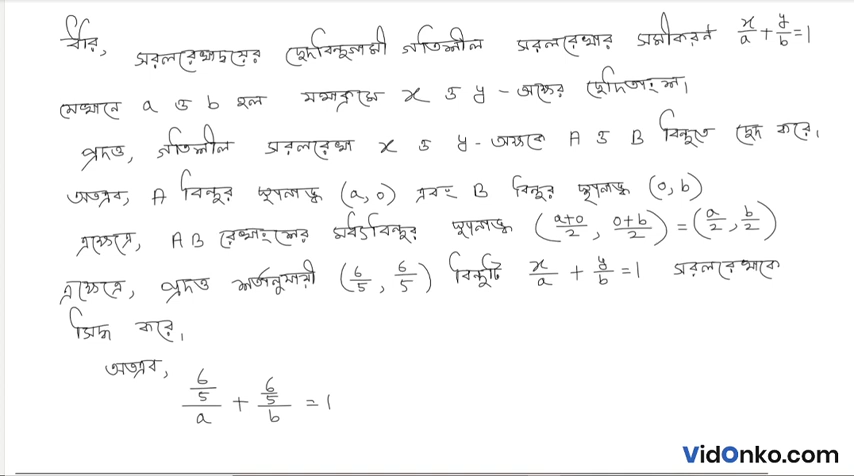 ধরি, সরলরেখাদ্বয়ের ছেদবিন্দুগামী গতিশীল সরলরেখার সমীকরণ x/a + y/b = 1
যেখানে a ও b হল যথাক্রমে x ও y - অক্ষের ছেদিতাংশ।
প্রদত্ত, গতিশীল সরলরেখা x ও y - অক্ষকে A ও B বিন্দুতে ছেদ করে।
অতএব, A বিন্দুর স্থানাঙ্ক (a, 0) এবং B বিন্দুর স্থানাঙ্ক (0, b)
এক্ষেত্রে, AB রেখাংশের মধ্যবিন্দুর স্থানাঙ্ক ((a+0)/2, (0+b)/2) = (a/2, b/2)
এক্ষেত্রে, প্রদত্ত শর্তানুযায়ী (6/5, 6/5) বিন্দুটি x/a + y/b = 1 সরলরেখাকে
সিদ্ধ করে।
অতএব,
(6/5)/a + (6/5)/b = 1
VidOnko.com